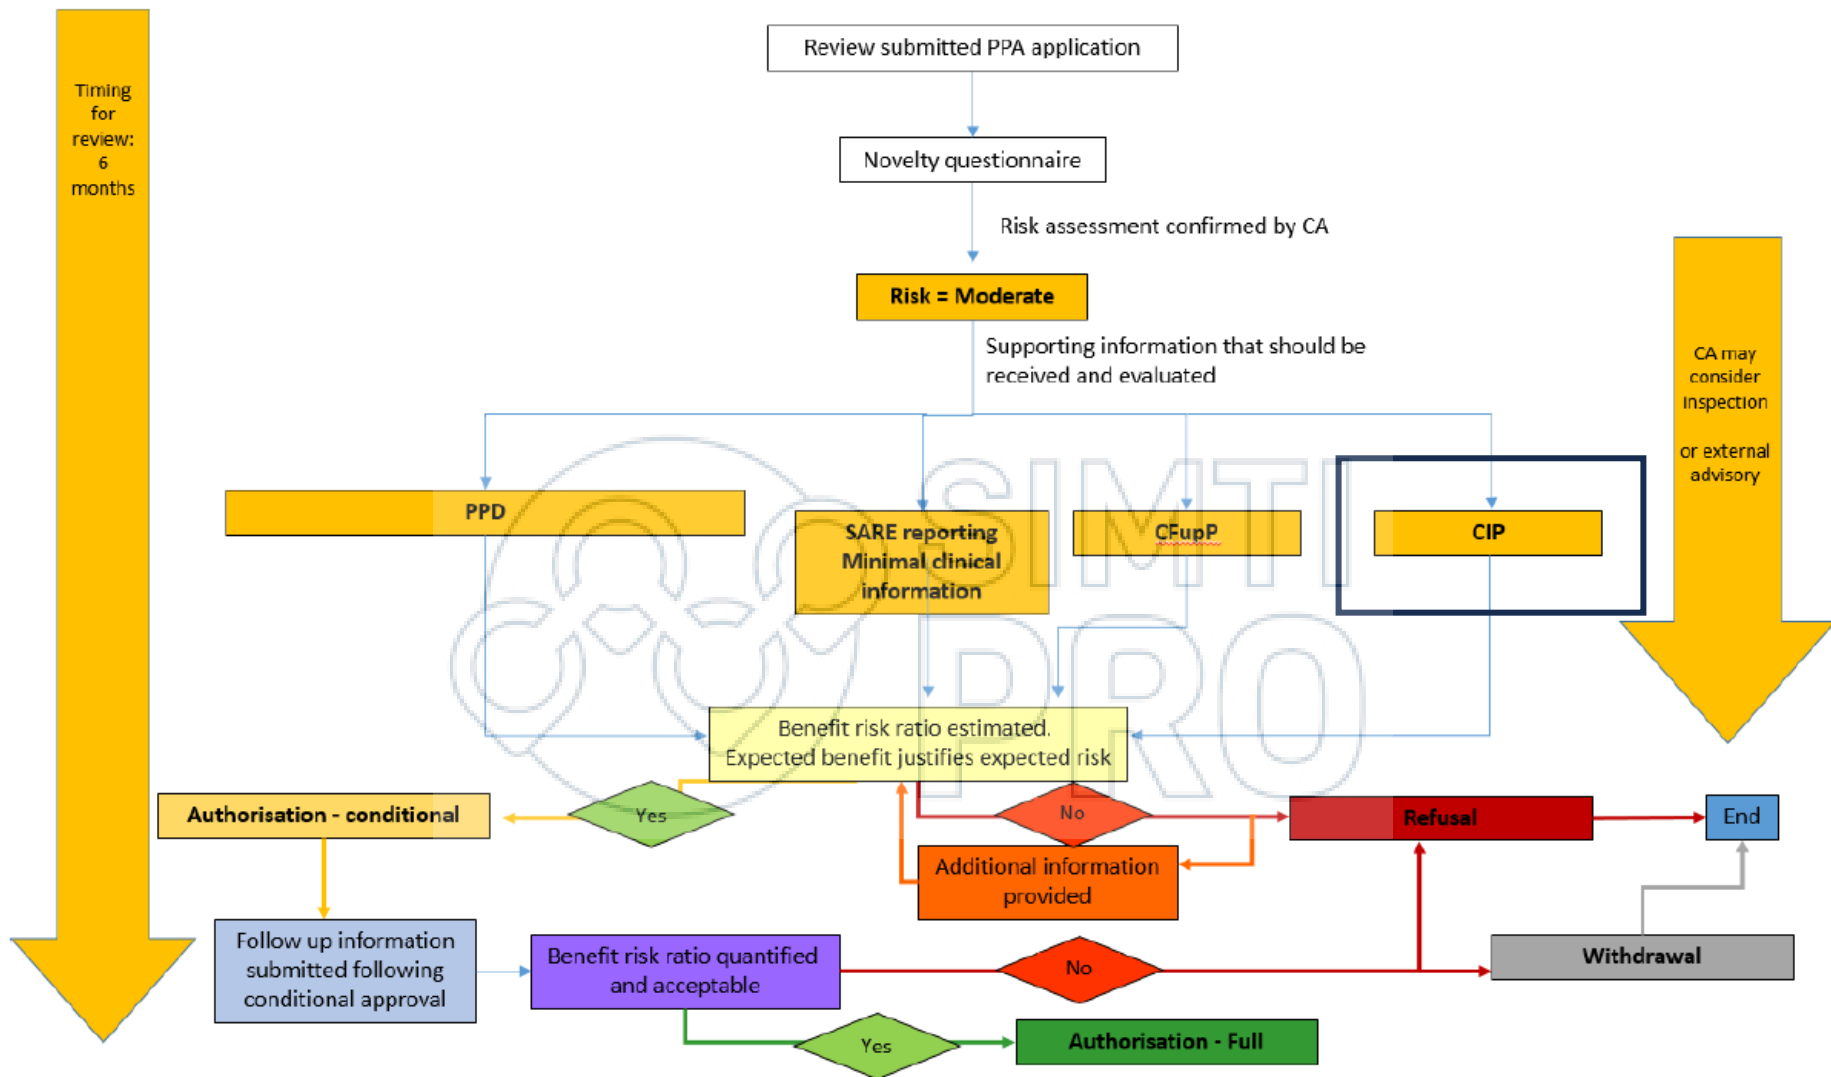 Review submitted PPA application
Timing
for
review:
6
months
Novelty questionnaire
Risk assessment confirmed by CA
Risk = Moderate
Supporting information that should be
received and evaluated
CA may
consider
inspection
or external
advisory
PPD
SARE reporting
Minimal clinical
information
CFupP
CIP
SIMTI
PRO
Benefit risk ratio estimated.
Expected benefit justifies expected risk
Authorisation - conditional
Yes
No
Refusal
End
Additional information
provided
Follow up information
submitted following
conditional approval
Benefit risk ratio quantified
and acceptable
No
Withdrawal
Yes
Authorisation - Full